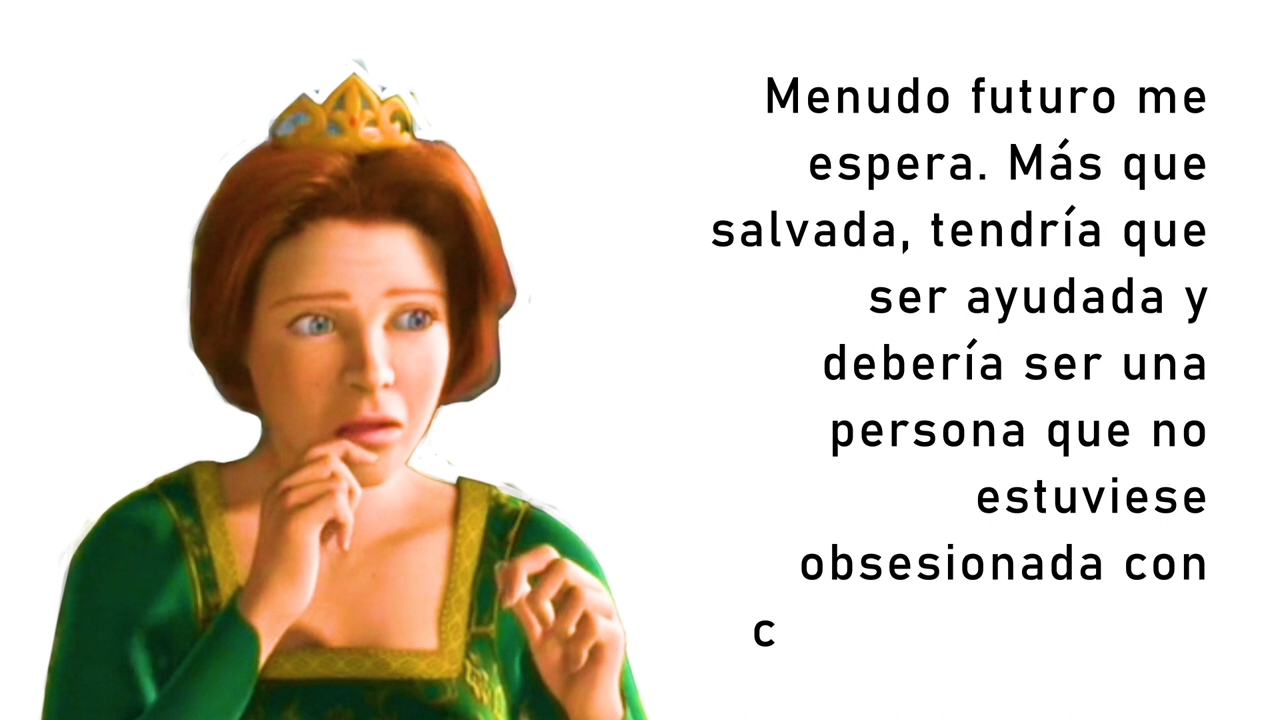 Menudo futuro me
espera. Más que
salvada, tendría que
ser ayudada y
debería ser una
persona que no
estuviese
obsesionada con
c